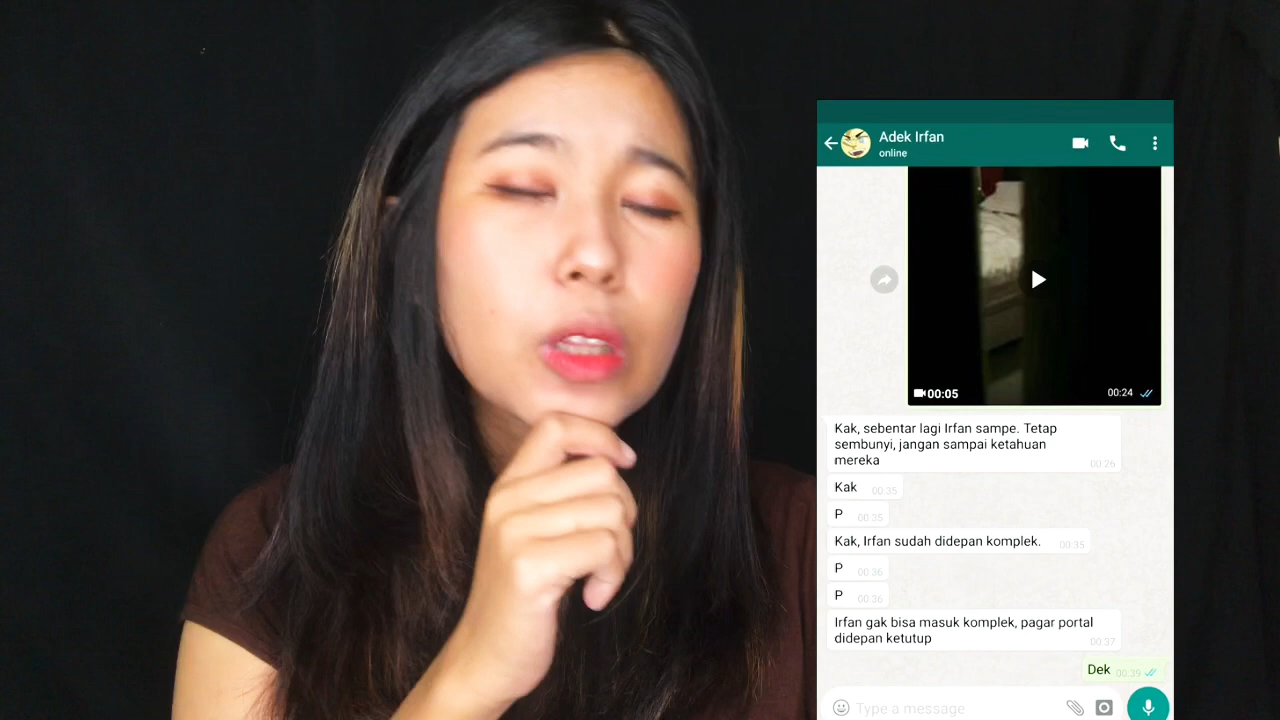 Adek Irfan
online
00:05
00:24
Kak, sebentar lagi Irfan sampe. Tetap
sembunyi, jangan sampai ketahuan
mereka
00:26
Kak 00:35
P 00:35
Kak, Irfan sudah didepan komplek. 00:35
P 00:36
P 00:36
Irfan gak bisa masuk komplek, pagar portal
didepan ketutup
00:37
Dek 00:39
Type a message